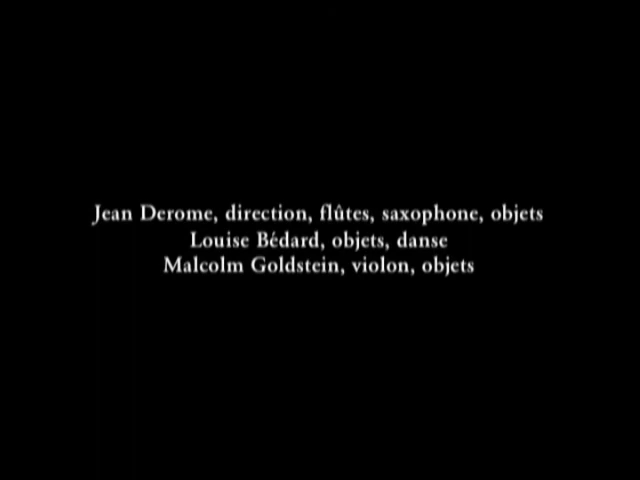 Jean Derome, direction, flûtes, saxophone, objets
Louise Bédard, objets, danse
Malcolm Goldstein, violon, objets